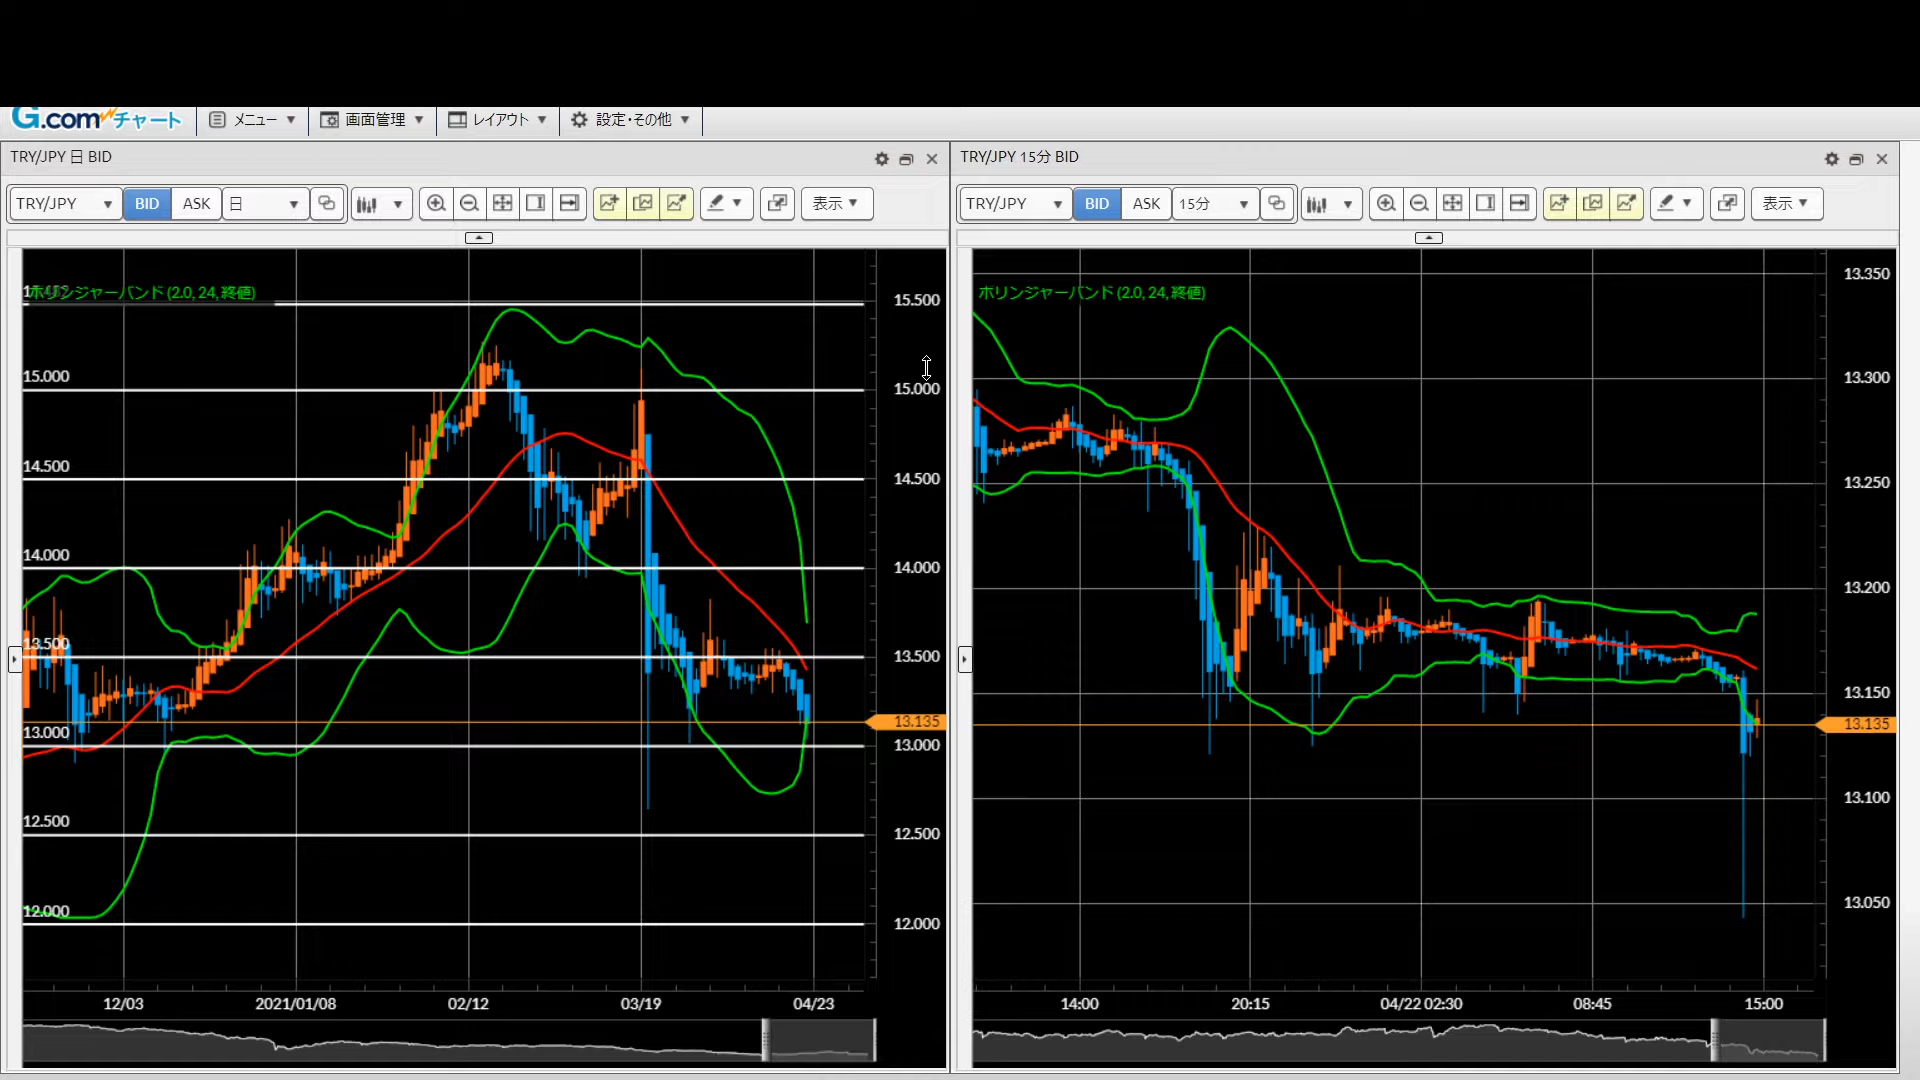 G.comチャート メニュー ▼ 画面管理 ▼ レイアウト ▼ 設定・その他 ▼
TRY/JPY 日 BID
TRY/JPY ▼ BID ASK 日 ▼ 表示 ▼
ボリンジャーバンド (2.0, 24, 終値)
15.000
14.500
14.000
13.500
13.000
12.500
12.000
15.500
15.000
14.500
14.000
13.500
13.135
13.000
12.500
12.000
12/03 2021/01/08 02/12 03/19 04/23
TRY/JPY 15分 BID
TRY/JPY ▼ BID ASK 15分 ▼ 表示 ▼
ボリンジャーバンド (2.0, 24, 終値)
13.350
13.300
13.250
13.200
13.150
13.135
13.100
13.050
14:00 20:15 04/22 02:30 08:45 15:00